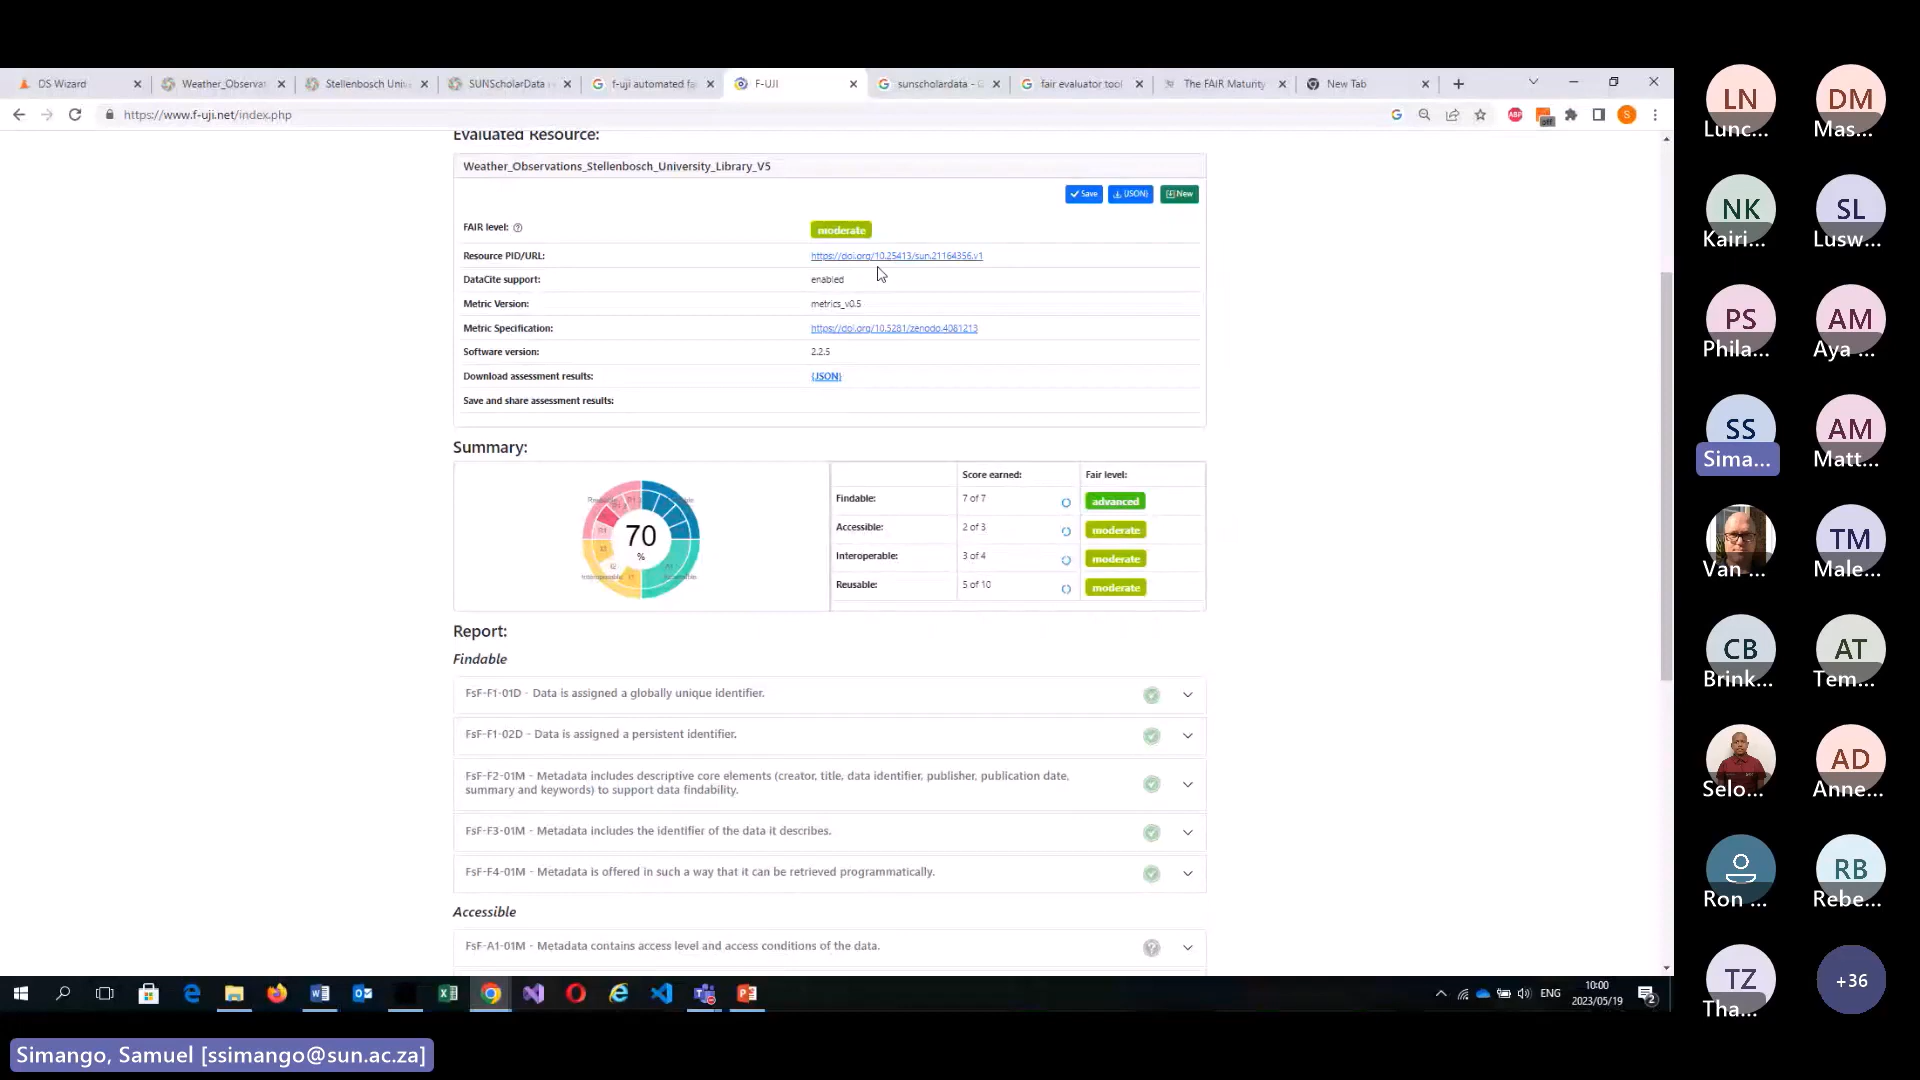 DS Wizard
Weather_Observat
Stellenbosch Univ
SUNScholarData
f-uji automated fa
F-UJI
sunscholardata - G
fair evaluator tool
The FAIR Maturity
New Tab
https://www.f-uji.net/index.php
ABP
off
S
Evaluated Resource:
Weather_Observations_Stellenbosch_University_Library_V5
Save
{JSON}
New
FAIR level:
moderate
Resource PID/URL:
https://doi.org/10.25413/sun.21164356.v1
DataCite support:
enabled
Metric Version:
metrics_v0.5
Metric Specification:
https://doi.org/10.5281/zenodo.4081213
Software version:
2.2.5
Download assessment results:
{JSON}
Save and share assessment results:
Summary:
70
%
Score earned:
Fair level:
Findable:
7 of 7
advanced
Accessible:
2 of 3
moderate
Interoperable:
3 of 4
moderate
Reusable:
5 of 10
moderate
Report:
Findable
FsF-F1-01D - Data is assigned a globally unique identifier.
FsF-F1-02D - Data is assigned a persistent identifier.
FsF-F2-01M - Metadata includes descriptive core elements (creator, title, data identifier, publisher, publication date,
summary and keywords) to support data findability.
FsF-F3-01M - Metadata includes the identifier of the data it describes.
FsF-F4-01M - Metadata is offered in such a way that it can be retrieved programmatically.
Accessible
FsF-A1-01M - Metadata contains access level and access conditions of the data.
ENG
10:00
2023/05/19
2
LN
Lunc...
DM
Mas...
NK
Kairi...
SL
Lusw...
PS
Phila...
AM
Aya ...
SS
Sima...
AM
Matt...
Van ...
TM
Male...
CB
Brink...
AT
Tem...
Selo...
AD
Anne...
Ron ...
RB
Rebe...
TZ
Tha...
+36
Simango, Samuel [ssimango@sun.ac.za]